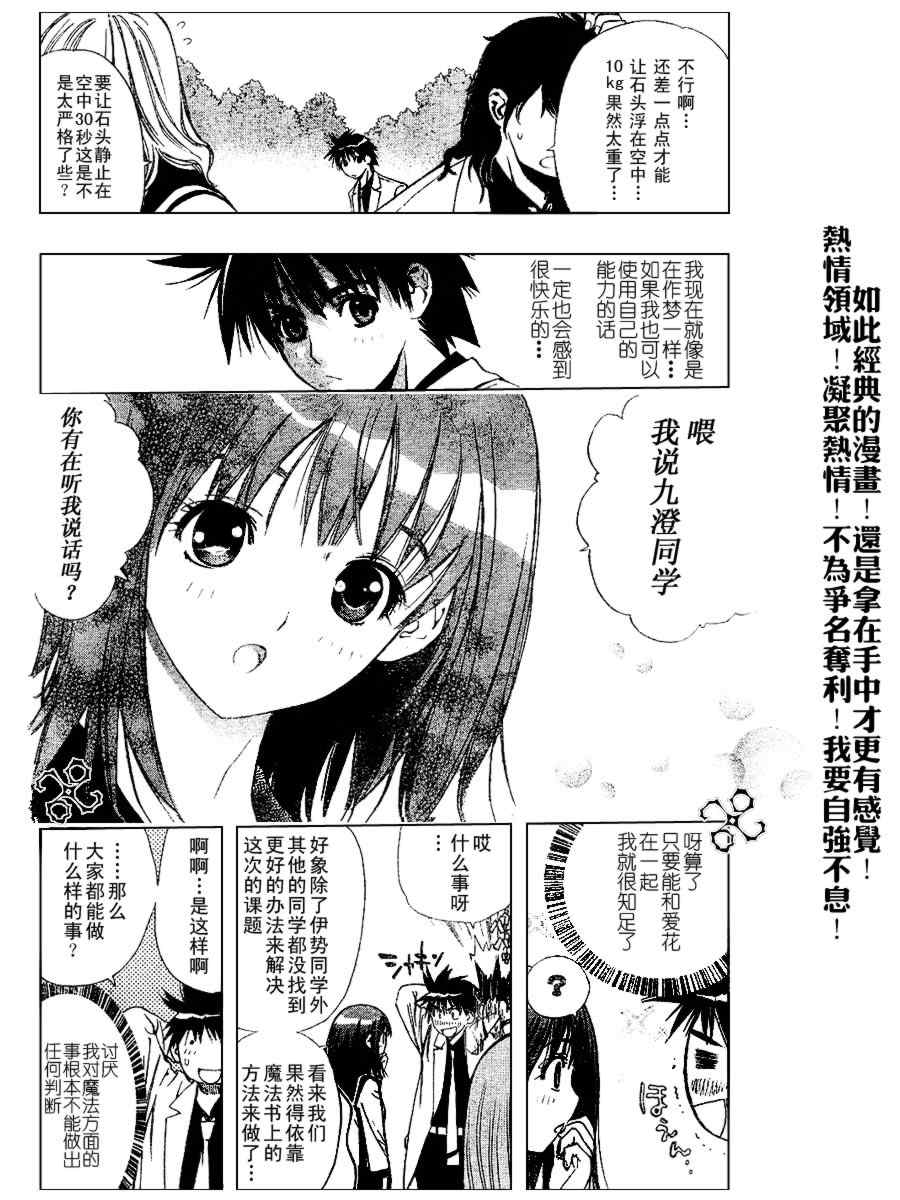 不行啊…
还差一点点才能
让石头浮在空中…
10kg果然太重了…
要让石头静止在
空中30秒这是不
是太严格了些？
我现在就像是
在作梦一样…
如果我也可以
使用自己的
能力的话
一定也会感到
很快乐的…
喂
我说九澄同学
你有在听我说话吗？
呀算了
只要能和爱花
在一起
我就很知足了
？
ほえ～ん
哎
什么事呀
…
シャキーン
好象除了伊势同学外
其他的同学都没找到
更好的办法来解决
这次的课题
看来我们
果然得依靠
魔法书上的
方法来做了…
啊啊…是这样啊
……那么
大家都能做
什么样的事？
讨厌
我对魔法方面的
事根本不能做出
任何判断
如此經典的漫畫！還是拿在手中才更有感覺！
熱情領域！凝聚熱情！不為爭名奪利！我要自強不息！